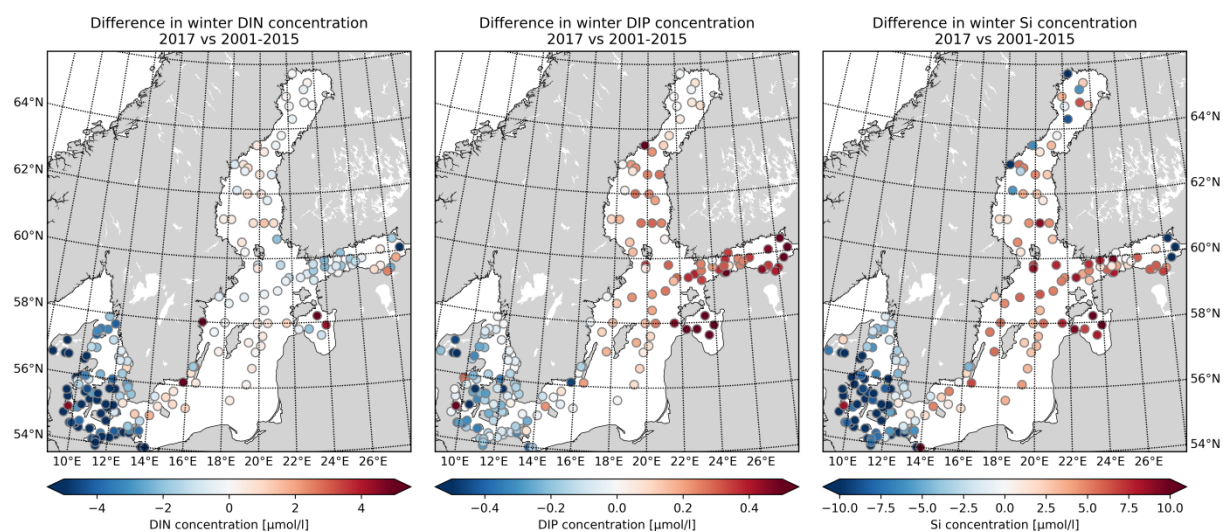 Difference in winter DIN concentration
2017 vs 2001-2015
Difference in winter DIP concentration
2017 vs 2001-2015
Difference in winter Si concentration
2017 vs 2001-2015
64°N
62°N
60°N
58°N
56°N
54°N
64°N
62°N
60°N
58°N
56°N
54°N
10°E 12°E 14°E 16°E 18°E 20°E 22°E 24°E 26°E
10°E 12°E 14°E 16°E 18°E 20°E 22°E 24°E 26°E
10°E 12°E 14°E 16°E 18°E 20°E 22°E 24°E 26°E
−4 −2 0 2 4
DIN concentration [μmol/l]
−0.4 −0.2 0.0 0.2 0.4
DIP concentration [μmol/l]
−10.0 −7.5 −5.0 −2.5 0.0 2.5 5.0 7.5 10.0
Si concentration [μmol/l]